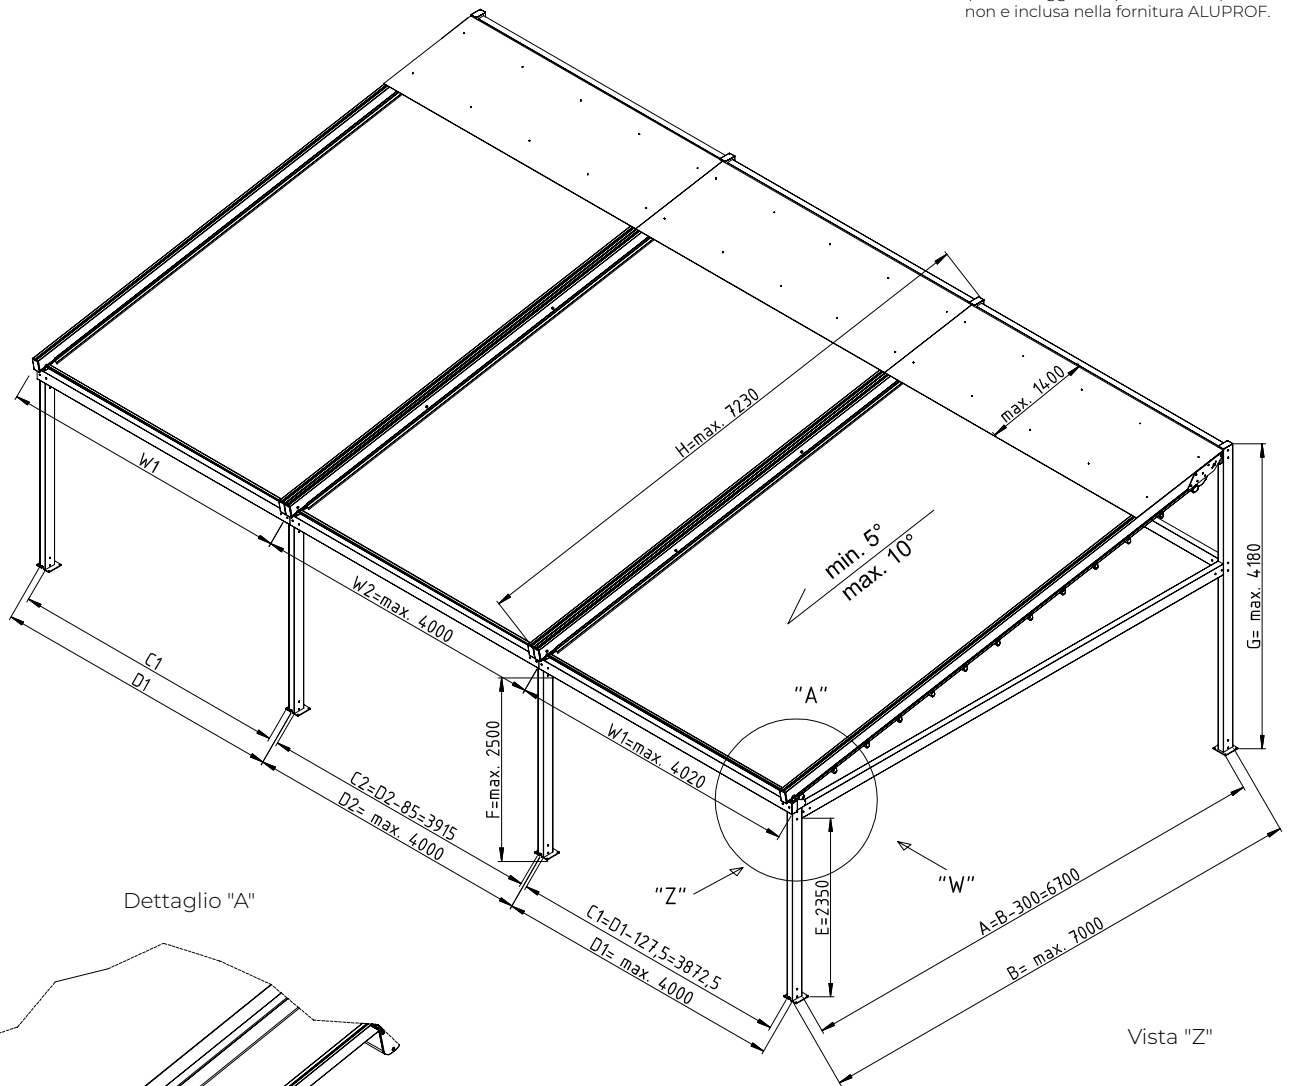 non e inclusa nella fornitura ALUPROF.
max. 1400
H=max. 7230
W1
min. 5°
max. 10°
G= max. 4180
W2=max. 4000
C1
D1
"A"
W1=max. 4020
F=max. 2500
C2=D2-85=3915
D2= max. 4000
"Z"
"W"
E=2350
A=B-300=6700
B= max. 7000
C1=D1-127,5=3872,5
D1= max. 4000
Dettaglio "A"
Vista "Z"